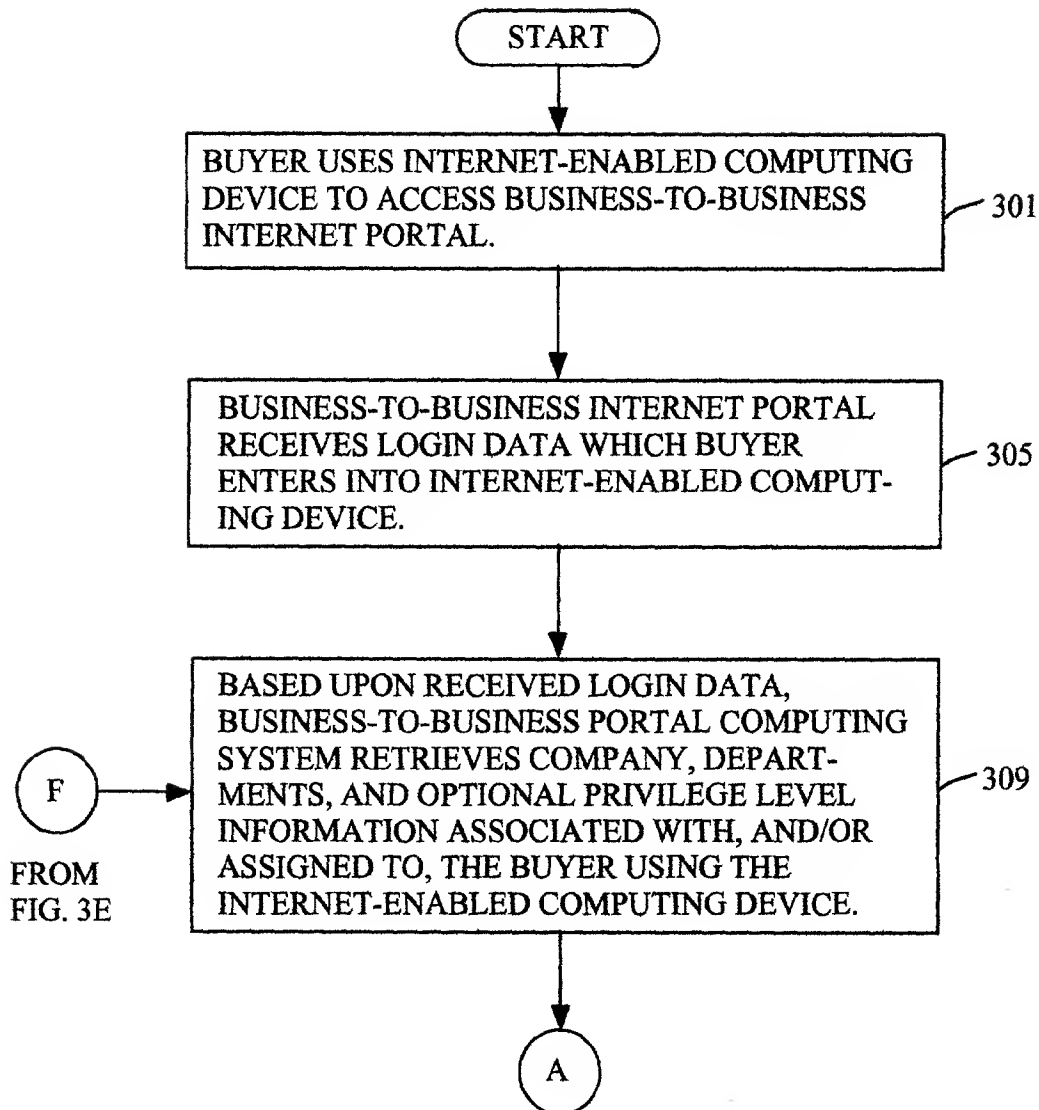 START
BUYER USES INTERNET-ENABLED COMPUTING
DEVICE TO ACCESS BUSINESS-TO-BUSINESS
INTERNET PORTAL.
301
BUSINESS-TO-BUSINESS INTERNET PORTAL
RECEIVES LOGIN DATA WHICH BUYER
ENTERS INTO INTERNET-ENABLED COMPUT-
ING DEVICE.
305
BASED UPON RECEIVED LOGIN DATA,
BUSINESS-TO-BUSINESS PORTAL COMPUTING
SYSTEM RETRIEVES COMPANY, DEPART-
MENTS, AND OPTIONAL PRIVILEGE LEVEL
INFORMATION ASSOCIATED WITH, AND/OR
ASSIGNED TO, THE BUYER USING THE
INTERNET-ENABLED COMPUTING DEVICE.
309
F
FROM
FIG. 3E
A